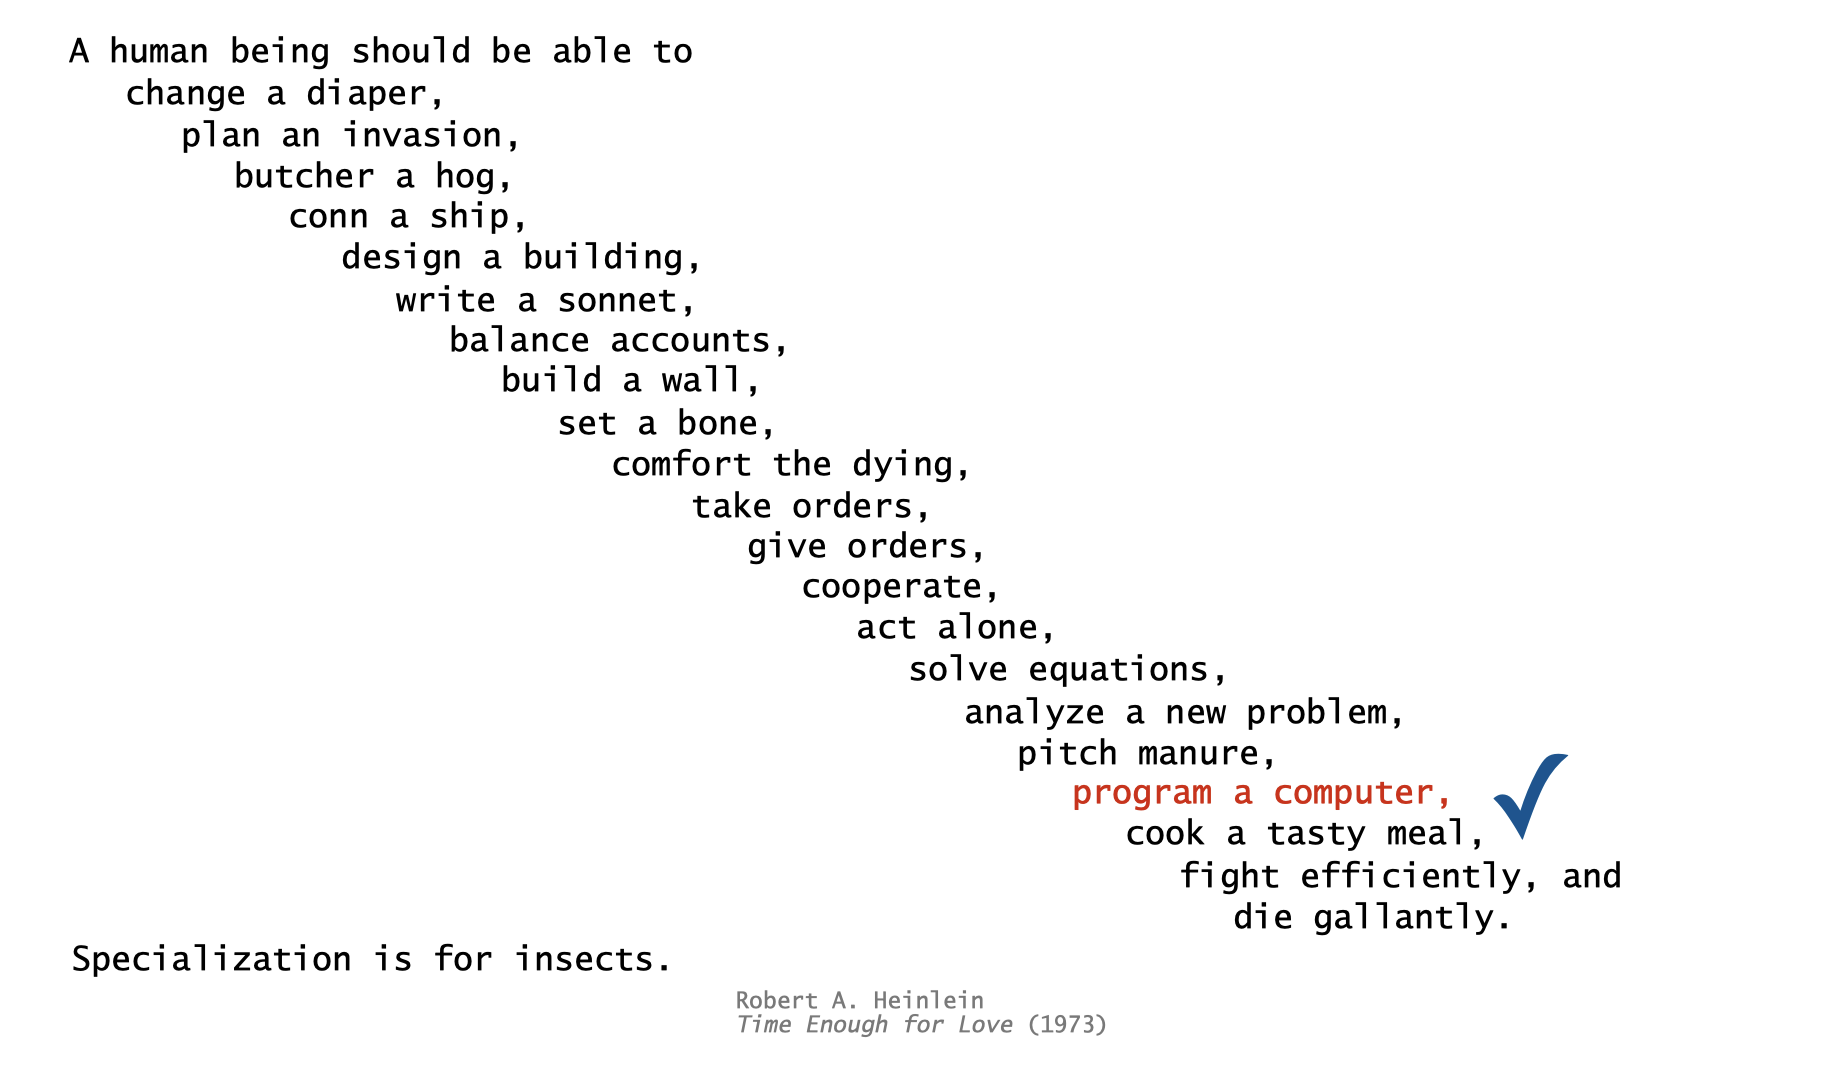 A human being should be able to
change a diaper,
plan an invasion,
butcher a hog,
conn a ship,
design a building,
write a sonnet,
balance accounts,
build a wall,
set a bone,
comfort the dying,
take orders,
give orders,
cooperate,
act alone,
solve equations,
analyze a new problem,
pitch manure,
program a computer,
cook a tasty meal,
fight efficiently, and
die gallantly.
Specialization is for insects.
Robert A. Heinlein
Time Enough for Love (1973)